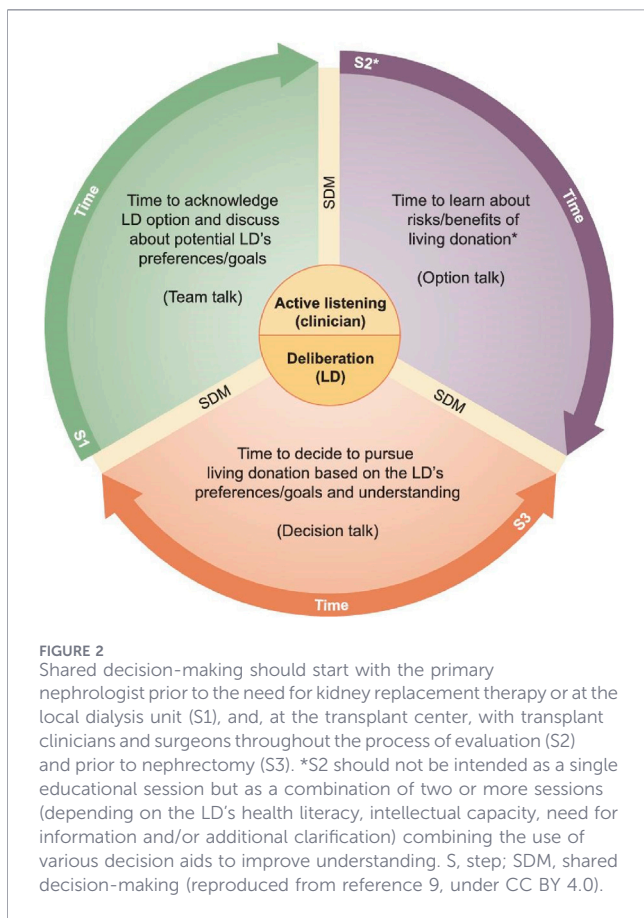 S2*
Time
Time
SDM
Time to acknowledge
LD option and discuss
about potential LD's
preferences/goals
(Team talk)
Time to learn about
risks/benefits of
living donation*
(Option talk)
Active listening
(clinician)
Deliberation
(LD)
SDM
SDM
S1
Time to decide to pursue
living donation based on the LD's
preferences/goals and understanding
(Decision talk)
S3
Time
FIGURE 2
Shared decision-making should start with the primary
nephrologist prior to the need for kidney replacement therapy or at the
local dialysis unit (S1), and, at the transplant center, with transplant
clinicians and surgeons throughout the process of evaluation (S2)
and prior to nephrectomy (S3). *S2 should not be intended as a single
educational session but as a combination of two or more sessions
(depending on the LD's health literacy, intellectual capacity, need for
information and/or additional clarification) combining the use of
various decision aids to improve understanding. S, step; SDM, shared
decision-making (reproduced from reference 9, under CC BY 4.0).